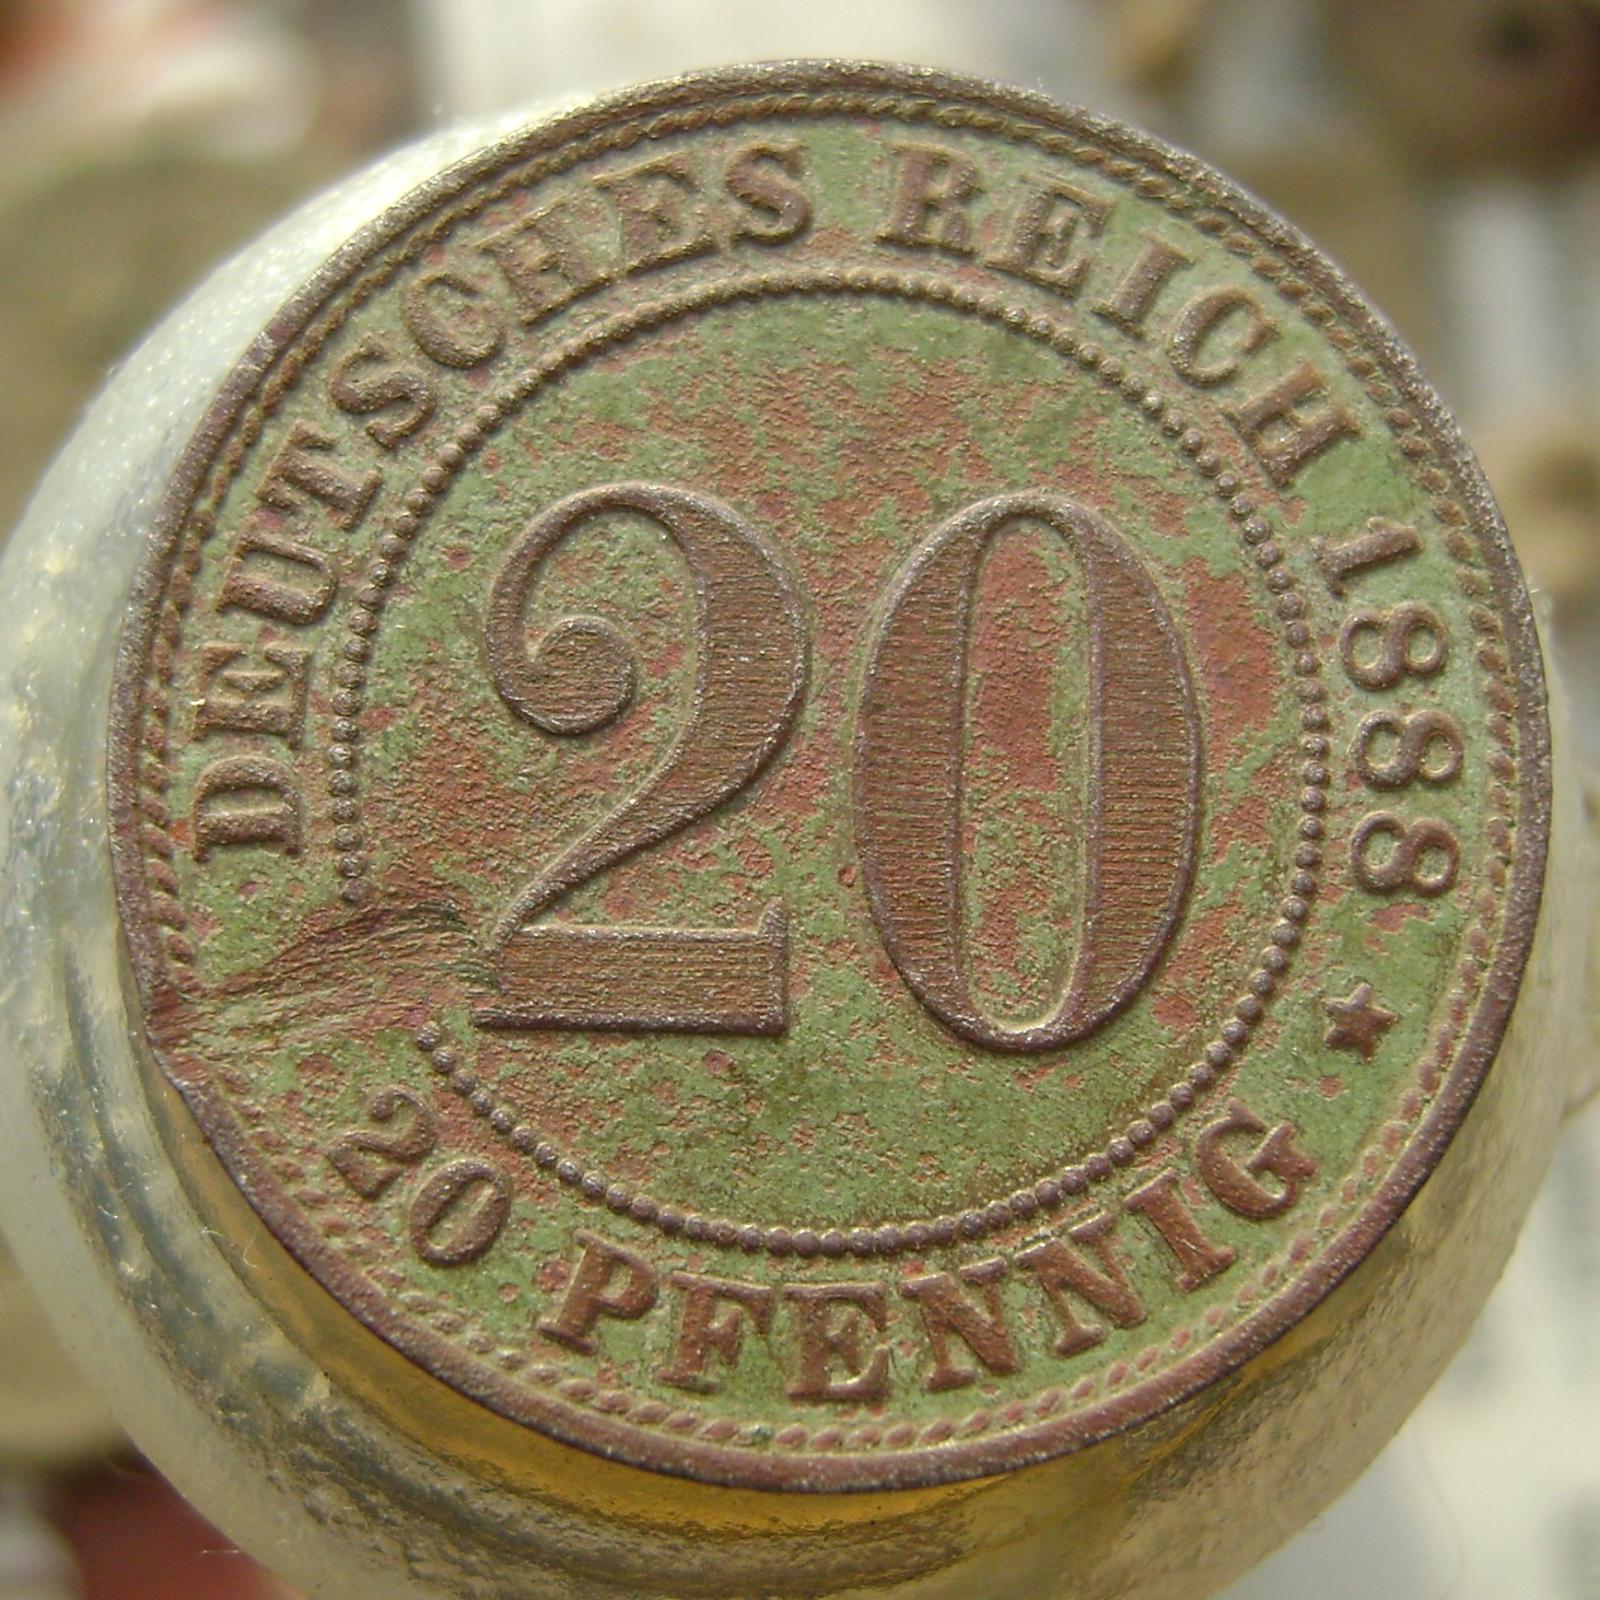 DEUTSCHES REICH 1888
20
20 PFENNIG